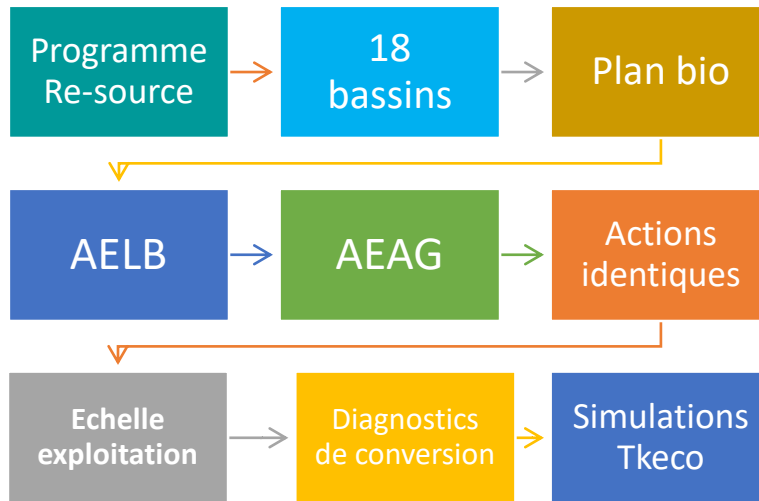 Programme
Re-source
18
bassins
Plan bio
AELB
AEAG
Actions
identiques
Echelle
exploitation
Diagnostics
de conversion
Simulations
Tkeco